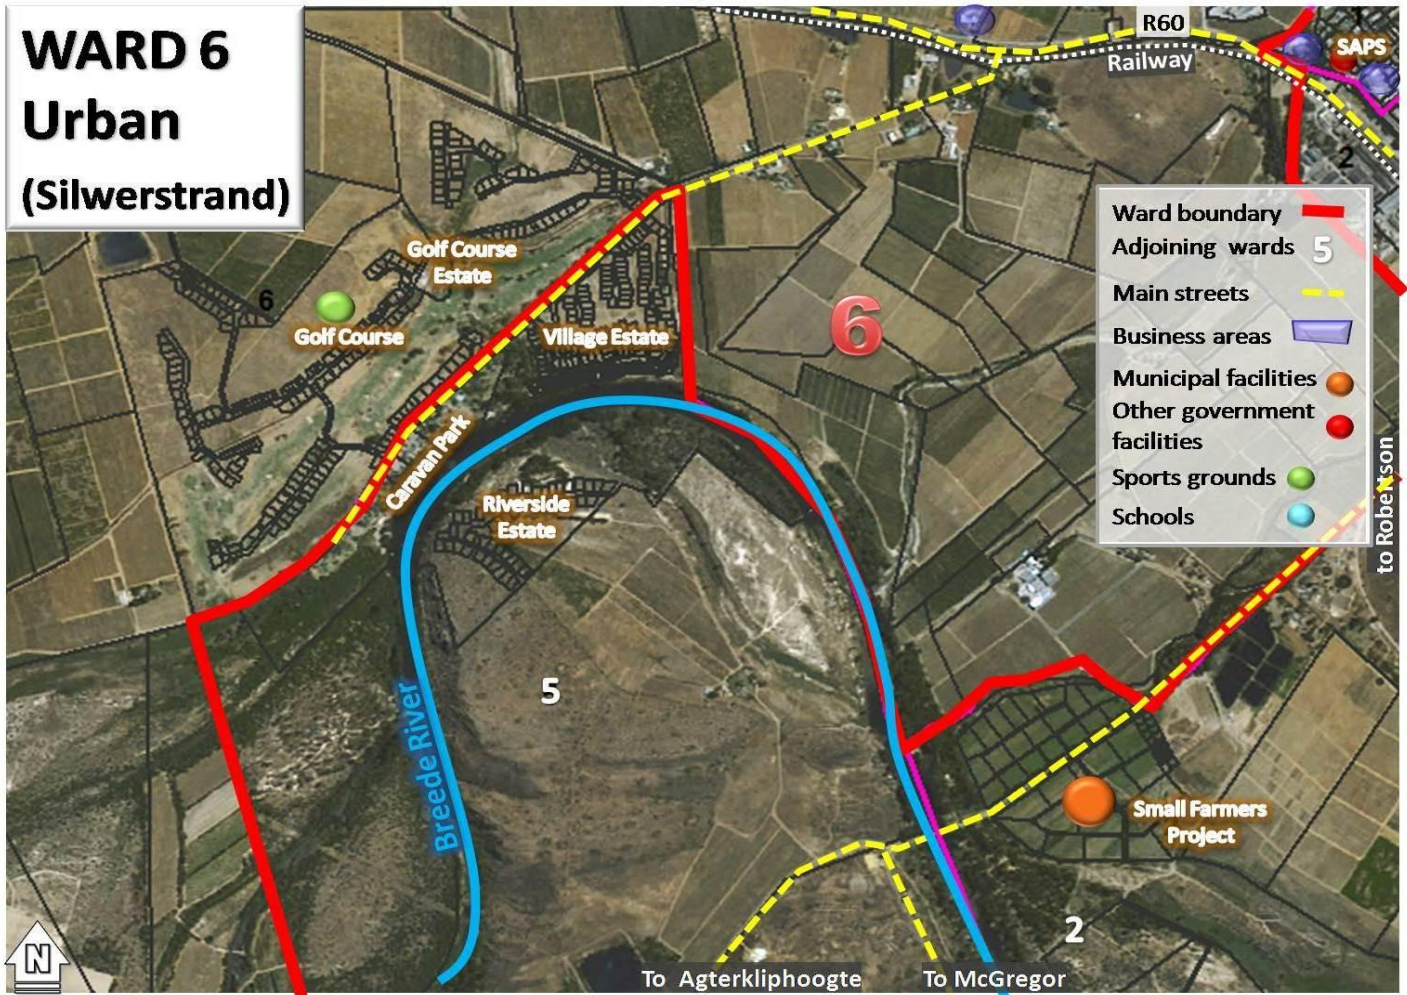 WARD 6
Urban
(Silwerstrand)
R60
Railway
1
SAPS
2
Ward boundary
Adjoining wards 5
Main streets
Business areas
Municipal facilities
Other government
facilities
Sports grounds
Schools
Golf Course
Estate
6
Golf Course
Village Estate
6
Caravan Park
Riverside
Estate
to Robertson
5
Breede River
Small Farmers
Project
2
N
To Agterkliphoogte
To McGregor